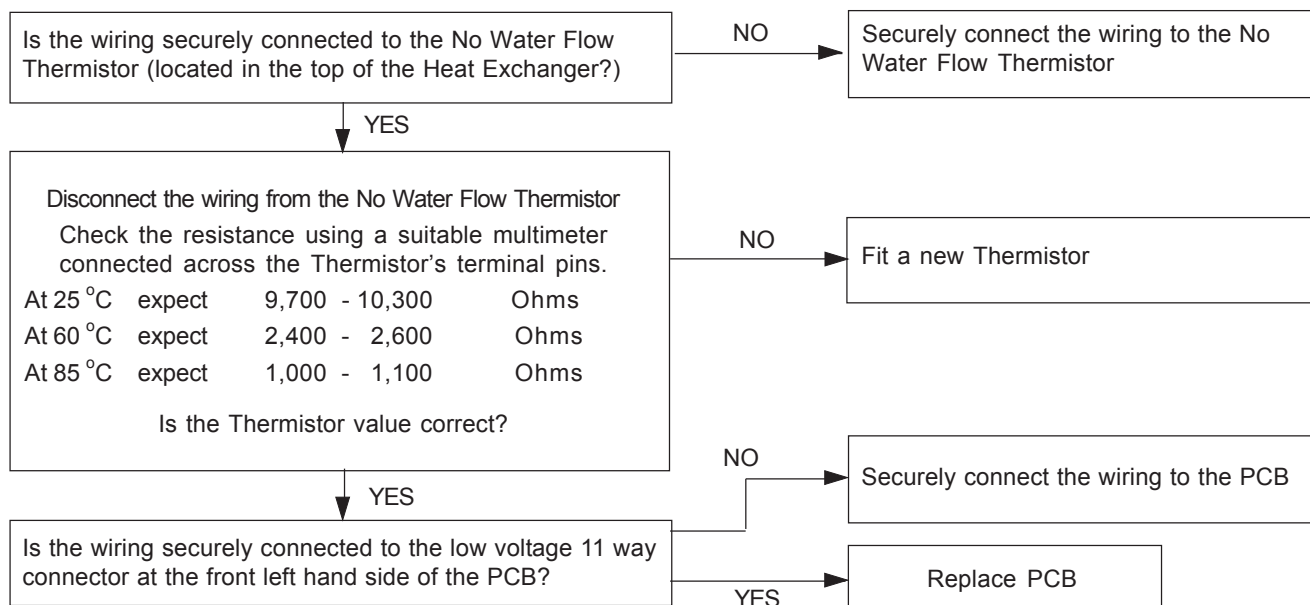 Is the wiring securely connected to the No Water Flow
Thermistor (located in the top of the Heat Exchanger?)
NO
Securely connect the wiring to the No
Water Flow Thermistor
YES
Disconnect the wiring from the No Water Flow Thermistor
Check the resistance using a suitable multimeter
connected across the Thermistor's terminal pins.
At 25 °C expect 9,700 - 10,300 Ohms
At 60 °C expect 2,400 - 2,600 Ohms
At 85 °C expect 1,000 - 1,100 Ohms
Is the Thermistor value correct?
NO
Fit a new Thermistor
YES
Is the wiring securely connected to the low voltage 11 way
connector at the front left hand side of the PCB?
NO
Securely connect the wiring to the PCB
YES
Replace PCB